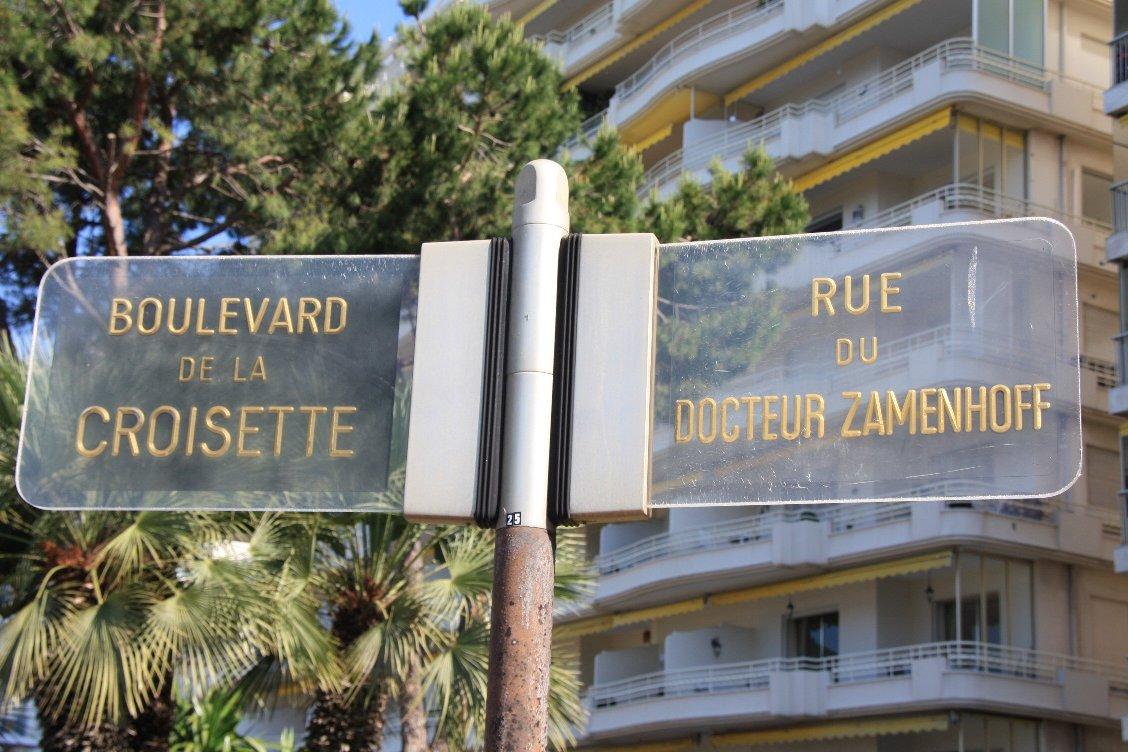 BOULEVARD
DE LA
CROISETTE
RUE
DU
DOCTEUR ZAMENHOFF
25